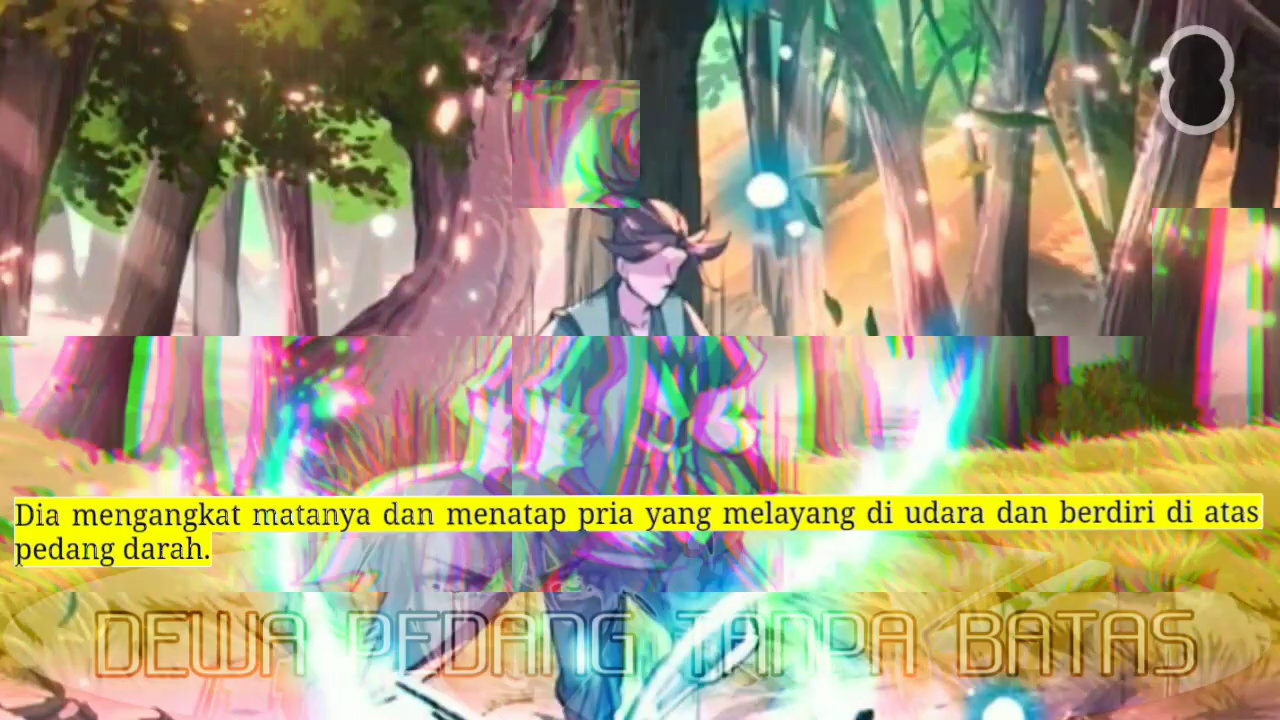 Dia mengangkat matanya dan menatap pria yang melayang di udara dan berdiri di atas
pedang darah.
DEWA PEDANG TANPA BATAS